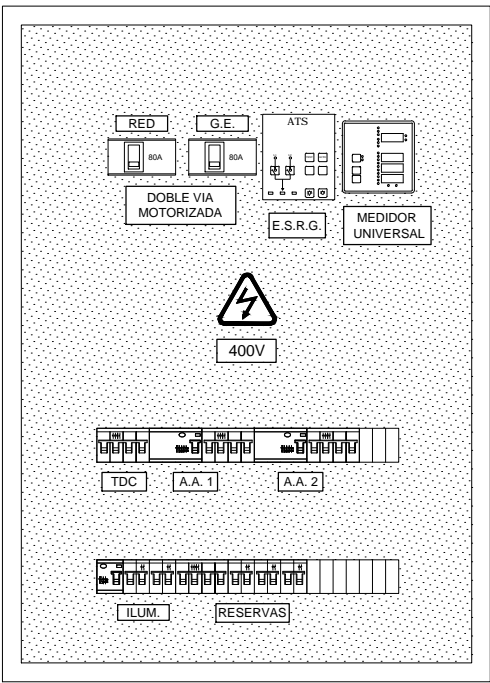 RED
G.E.
ATS
80A
80A
DOBLE VIA
MOTORIZADA
E.S.R.G.
MEDIDOR
UNIVERSAL
400V
TDC
A.A. 1
A.A. 2
ILUM.
RESERVAS